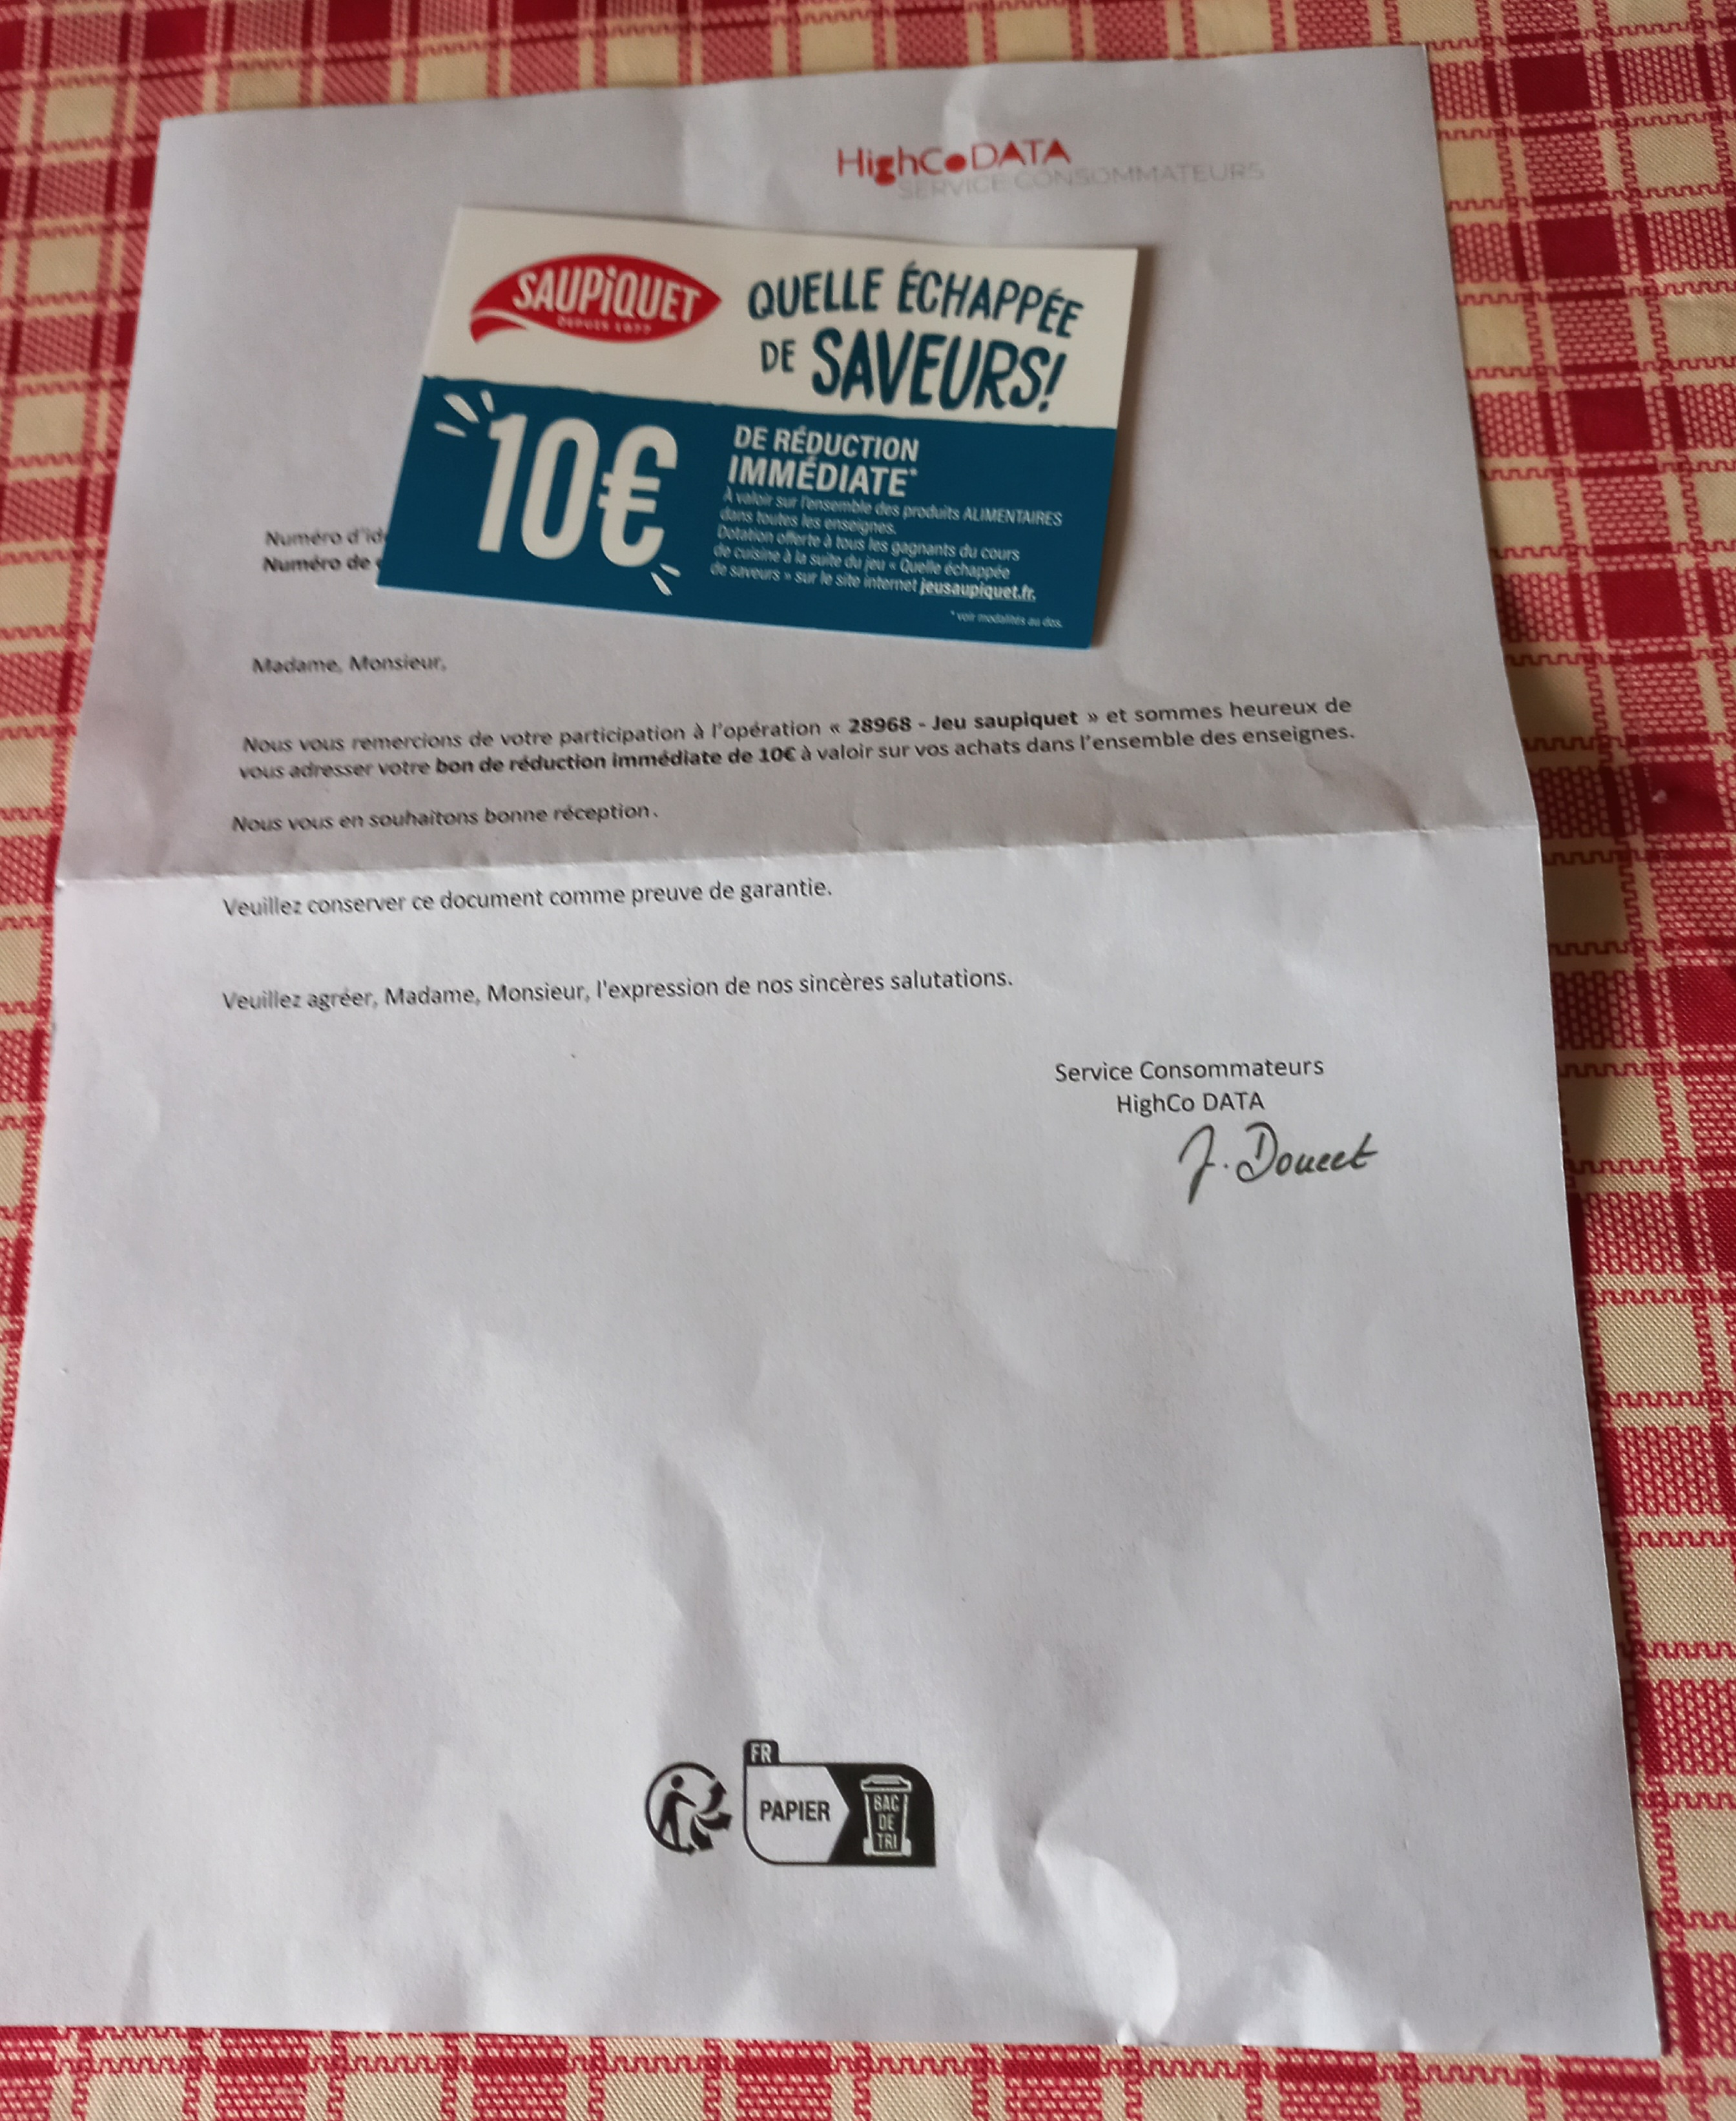 HighCo DATA
SERVICE CONSOMMATEURS
SAUPiQUET
DEPUIS 1877
QUELLE ÉCHAPPÉE
DE SAVEURS!
10€
DE RÉDUCTION
IMMÉDIATE*
À valoir sur l'ensemble des produits ALIMENTAIRES
dans toutes les enseignes.
Dotation offerte à tous les gagnants du cours
de cuisine à la suite du jeu « Quelle échappée
de saveurs » sur le site internet jeusaupiquet.fr.
* voir modalités au dos.
Numéro d'id
Numéro de
Madame, Monsieur,
Nous vous remercions de votre participation à l'opération « 28968 - Jeu saupiquet » et sommes heureux de
vous adresser votre bon de réduction immédiate de 10€ à valoir sur vos achats dans l'ensemble des enseignes.
Nous vous en souhaitons bonne réception.
Veuillez conserver ce document comme preuve de garantie.
Veuillez agréer, Madame, Monsieur, l'expression de nos sincères salutations.
Service Consommateurs
HighCo DATA
J. Doucet
FR
PAPIER
BAC
DE
TRI